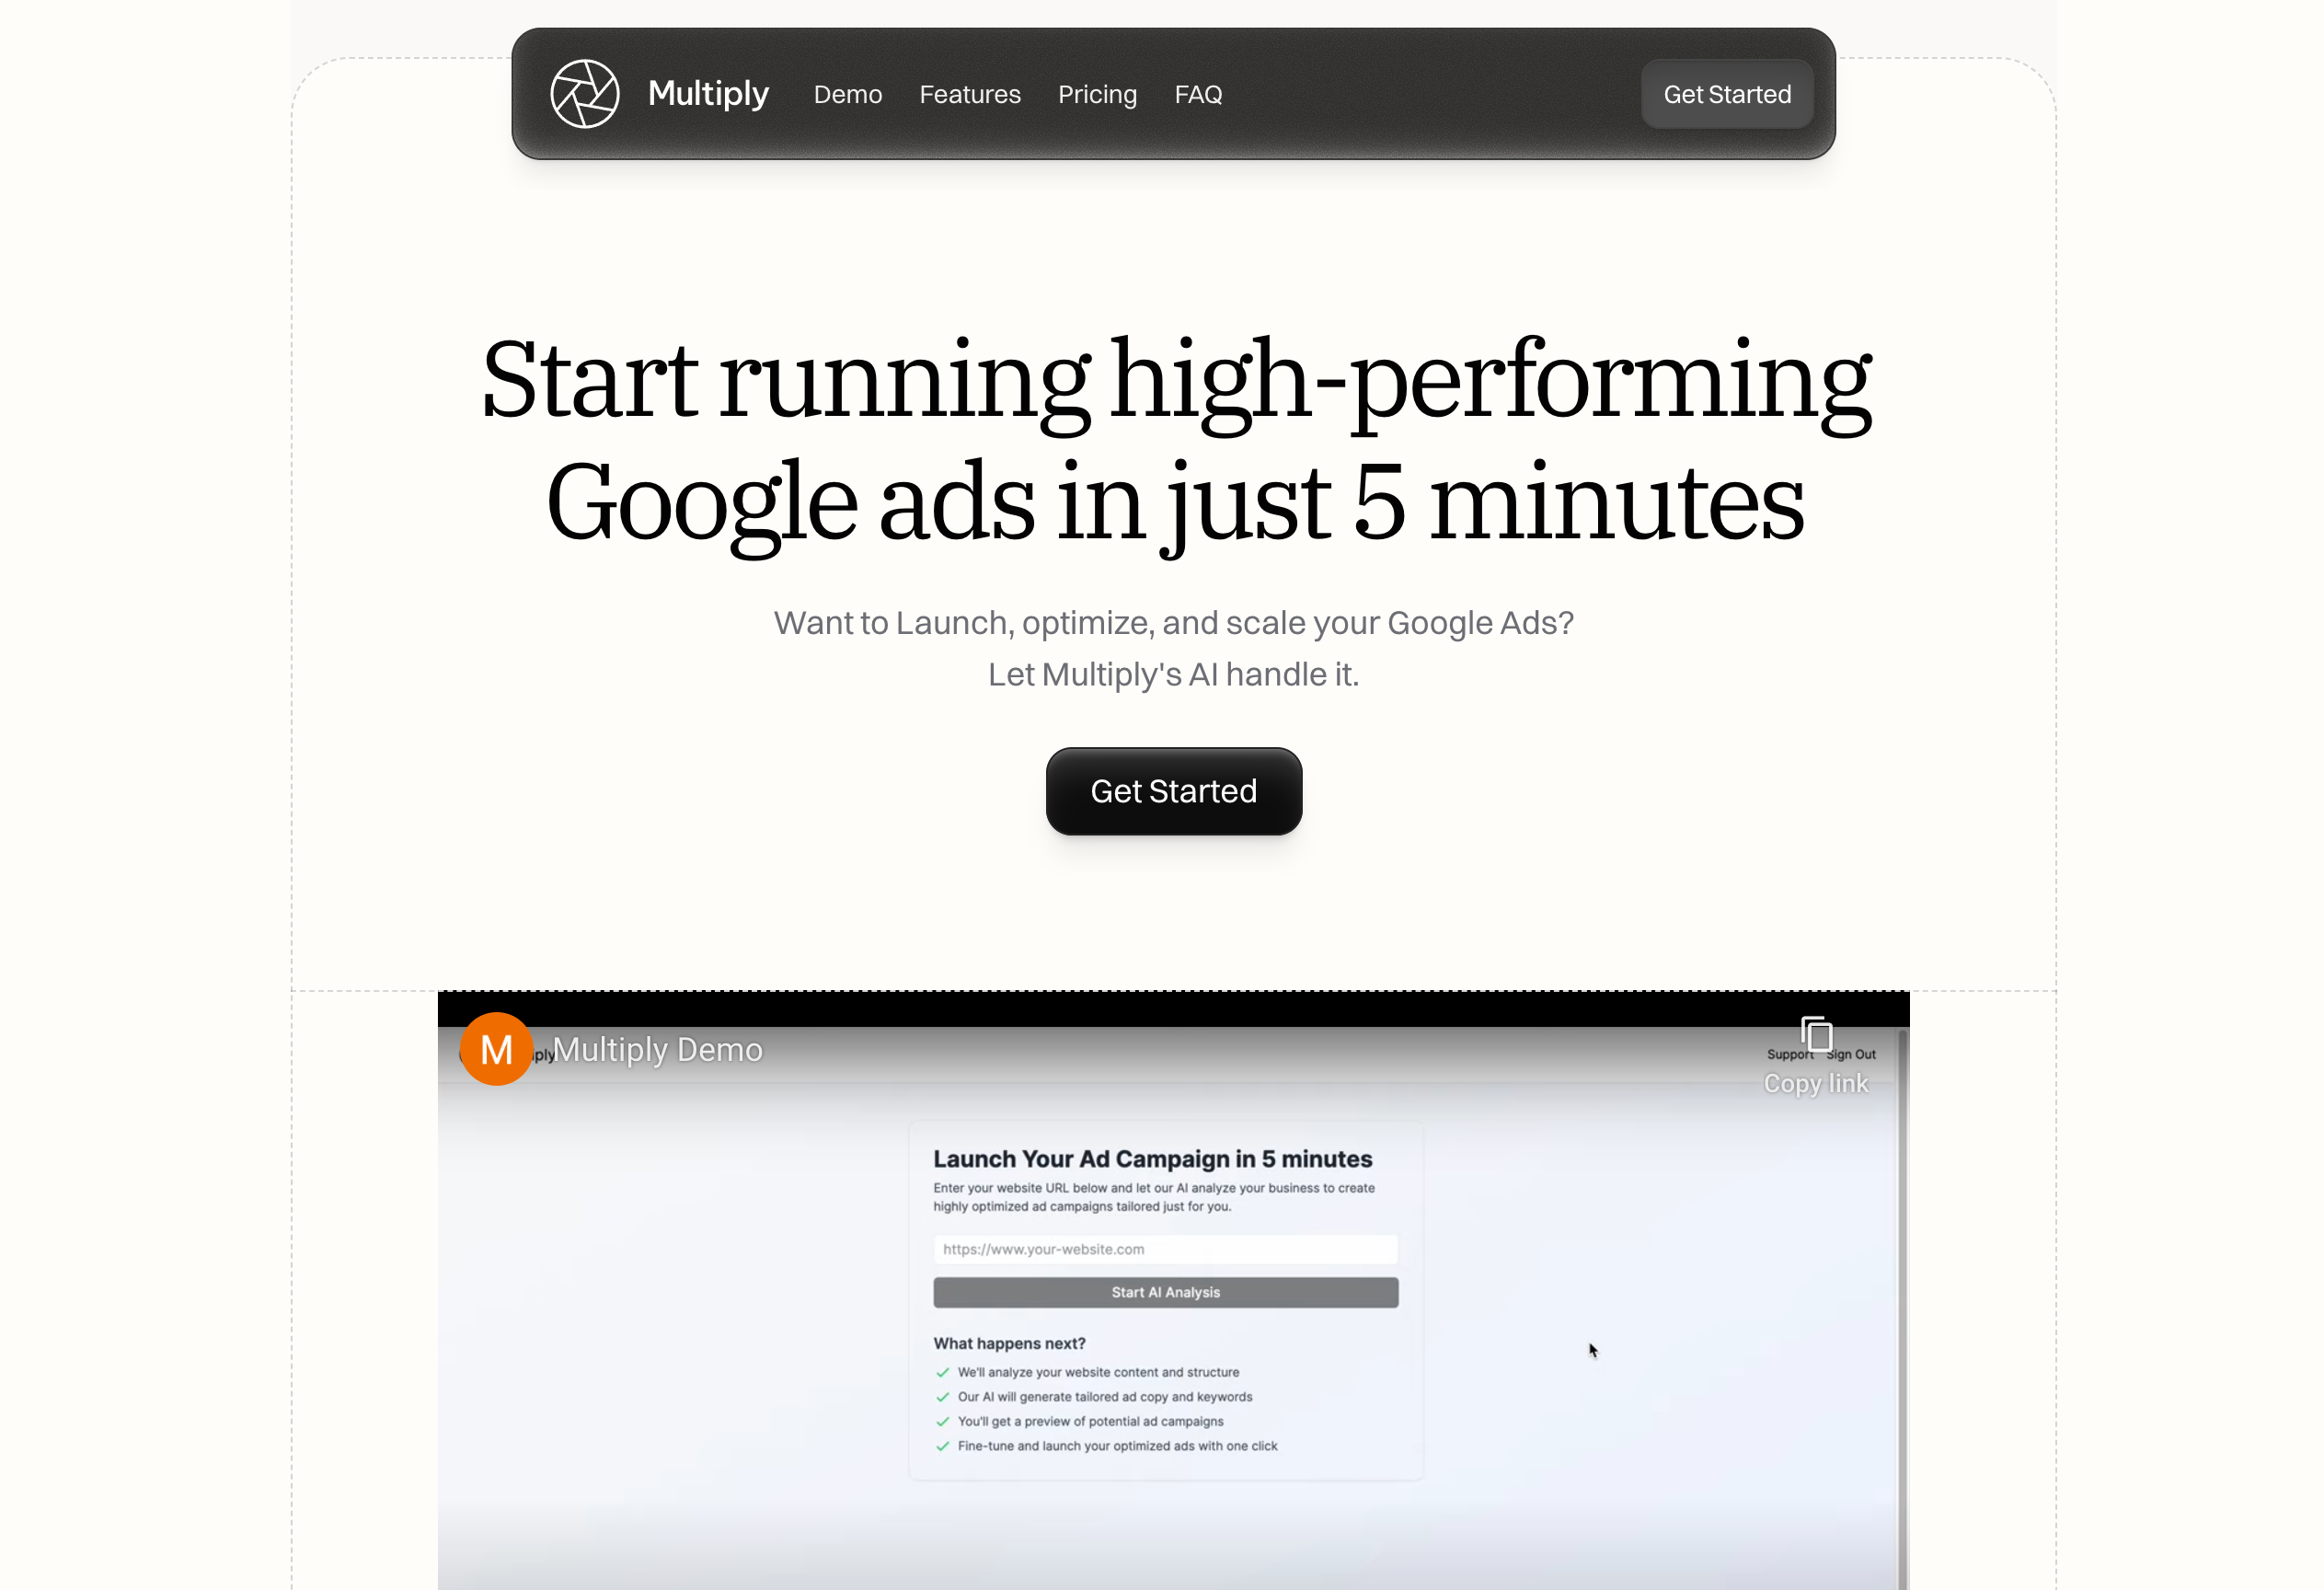 Multiply
Demo
Features
Pricing
FAQ
Get Started
Start running high-performing
Google ads in just 5 minutes
Want to Launch, optimize, and scale your Google Ads?
Let Multiply's AI handle it.
Get Started
M
ply
Multiply Demo
Support
Sign Out
Copy link
Launch Your Ad Campaign in 5 minutes
Enter your website URL below and let our AI analyze your business to create
highly optimized ad campaigns tailored just for you.
https://www.your-website.com
Start AI Analysis
What happens next?
We'll analyze your website content and structure
Our AI will generate tailored ad copy and keywords
You'll get a preview of potential ad campaigns
Fine-tune and launch your optimized ads with one click